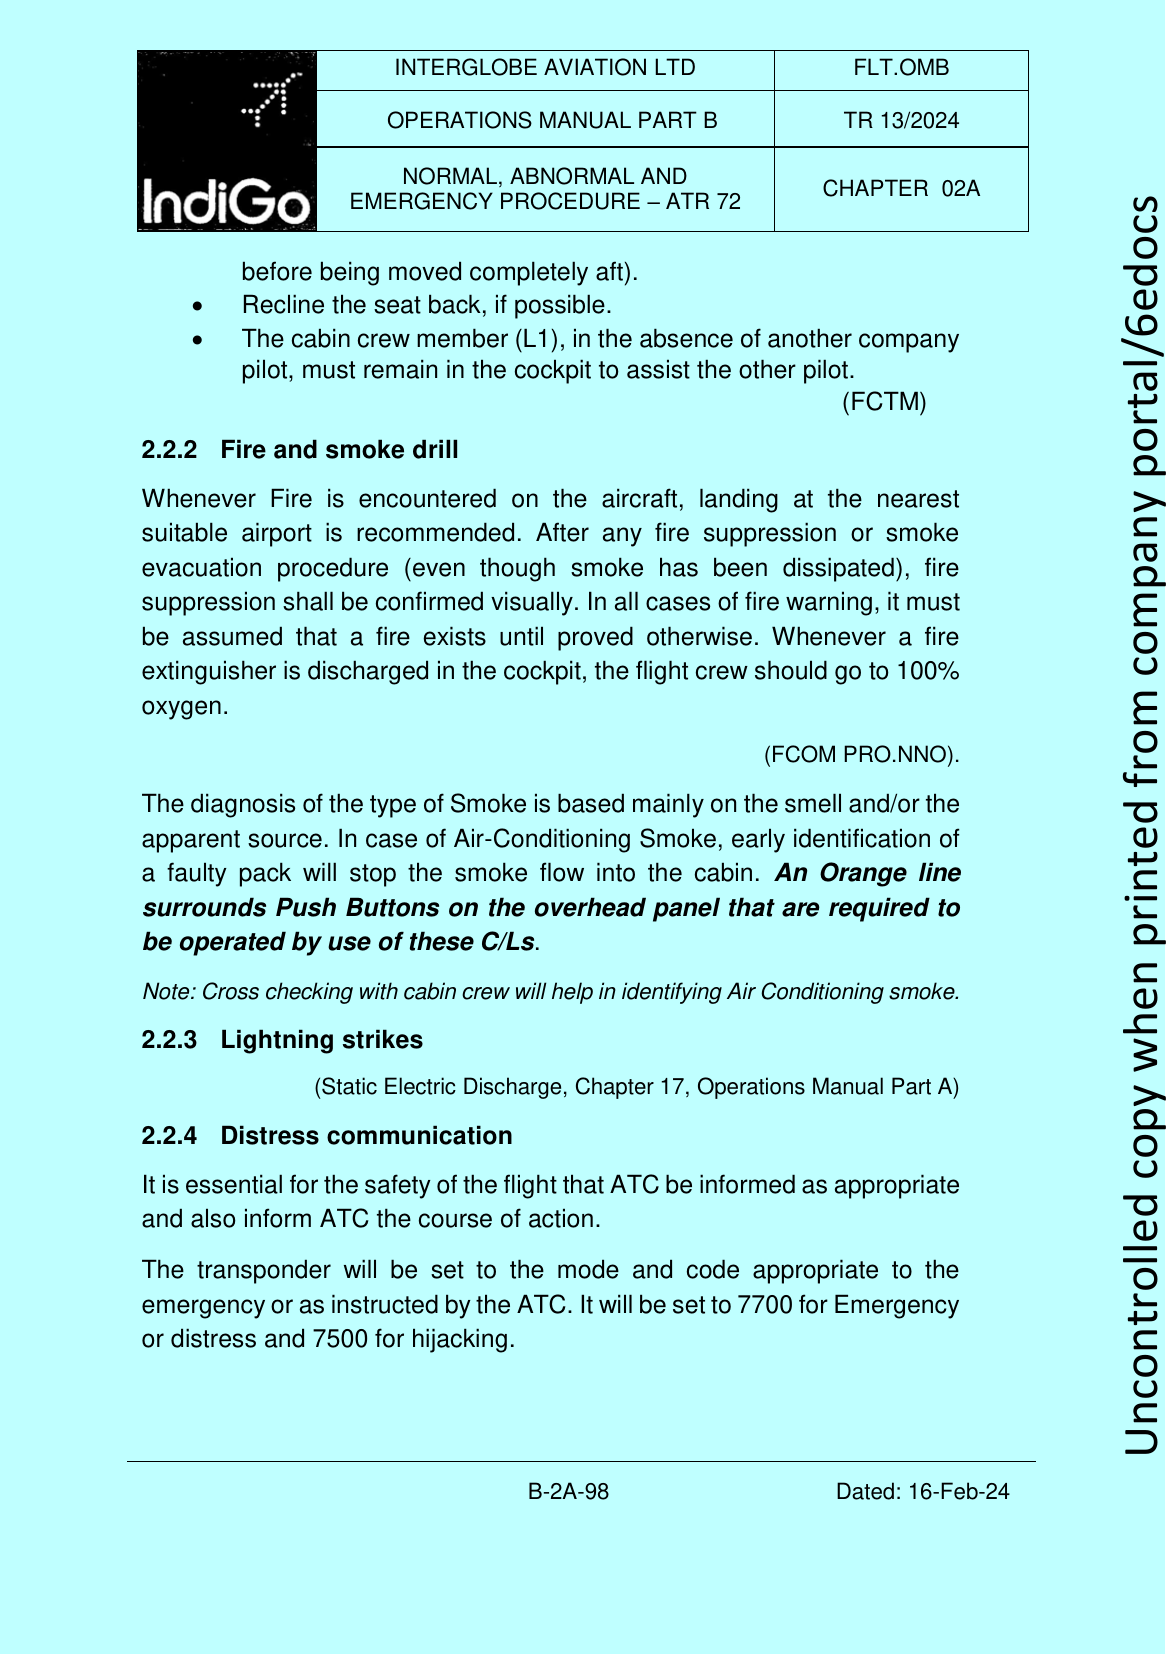 IndiGo
INTERGLOBE AVIATION LTD
FLT.OMB
OPERATIONS MANUAL PART B
TR 13/2024
NORMAL, ABNORMAL AND
EMERGENCY PROCEDURE – ATR 72
CHAPTER 02A
before being moved completely aft).
• Recline the seat back, if possible.
• The cabin crew member (L1), in the absence of another company
pilot, must remain in the cockpit to assist the other pilot.
(FCTM)
2.2.2 Fire and smoke drill
Whenever Fire is encountered on the aircraft, landing at the nearest
suitable airport is recommended. After any fire suppression or smoke
evacuation procedure (even though smoke has been dissipated), fire
suppression shall be confirmed visually. In all cases of fire warning, it must
be assumed that a fire exists until proved otherwise. Whenever a fire
extinguisher is discharged in the cockpit, the flight crew should go to 100%
oxygen.
(FCOM PRO.NNO).
The diagnosis of the type of Smoke is based mainly on the smell and/or the
apparent source. In case of Air-Conditioning Smoke, early identification of
a faulty pack will stop the smoke flow into the cabin. An Orange line
surrounds Push Buttons on the overhead panel that are required to
be operated by use of these C/Ls.
Note: Cross checking with cabin crew will help in identifying Air Conditioning smoke.
2.2.3 Lightning strikes
(Static Electric Discharge, Chapter 17, Operations Manual Part A)
2.2.4 Distress communication
It is essential for the safety of the flight that ATC be informed as appropriate
and also inform ATC the course of action.
The transponder will be set to the mode and code appropriate to the
emergency or as instructed by the ATC. It will be set to 7700 for Emergency
or distress and 7500 for hijacking.
B-2A-98
Dated: 16-Feb-24
Uncontrolled copy when printed from company portal/6edocs